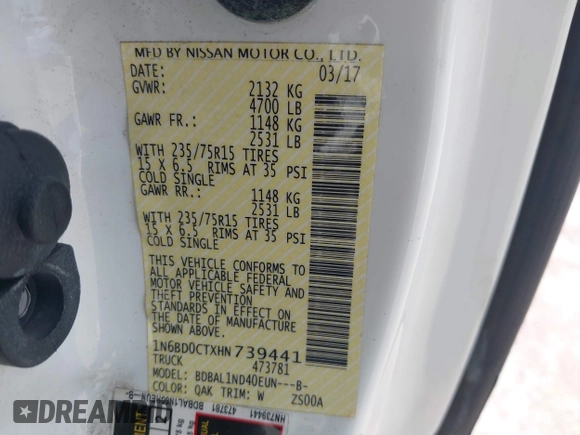 MFD BY NISSAN MOTOR CO., LTD.
DATE: 03/17
GVWR: 2132 KG
4700 LB
GAWR FR.: 1148 KG
2531 LB
WITH 235/75R15 TIRES
15 X 6.5 RIMS AT 35 PSI
COLD SINGLE
GAWR RR.: 1148 KG
2531 LB
WITH 235/75R15 TIRES
15 X 6.5 RIMS AT 35 PSI
COLD SINGLE
THIS VEHICLE CONFORMS TO
ALL APPLICABLE FEDERAL
MOTOR VEHICLE SAFETY AND
THEFT PREVENTION
STANDARDS IN EFFECT ON
THE DATE OF MANUFACTURE
SHOWN ABOVE.
1N6BD0CTXHN739441
TRUCK 473781
MODEL: BDBAL1ND40EUN---B-
COLOR: QAK TRIM: W ZS00A
HN739441 473781
DREAMBID.COM